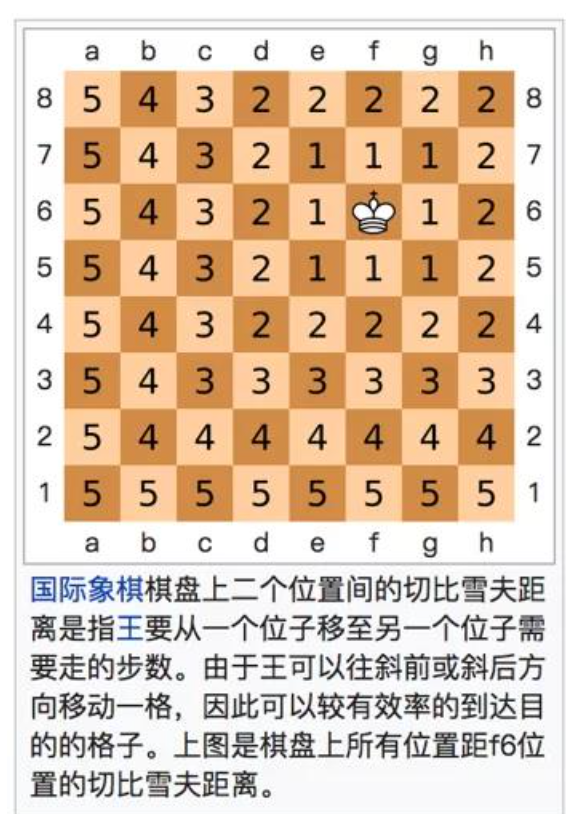 a b c d e f g h
8 5 4 3 2 2 2 2 2 8
7 5 4 3 2 1 1 1 2 7
6 5 4 3 2 1 1 2 6
5 5 4 3 2 1 1 1 2 5
4 5 4 3 2 2 2 2 2 4
3 5 4 3 3 3 3 3 3 3
2 5 4 4 4 4 4 4 4 2
1 5 5 5 5 5 5 5 5 1
a b c d e f g h
国际象棋棋盘上二个位置间的切比雪夫距
离是指王要从一个位子移至另一个位子需
要走的步数。由于王可以往斜前或斜后方
向移动一格，因此可以较有效率的到达目
的的格子。上图是棋盘上所有位置距f6位
置的切比雪夫距离。